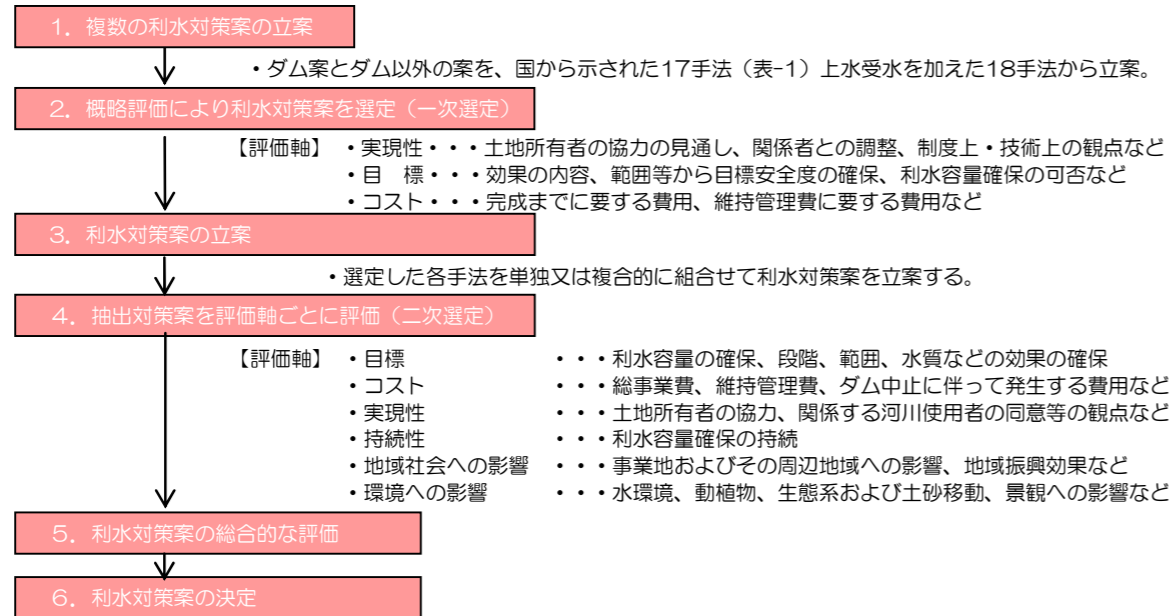 1．複数の利水対策案の立案
・ダム案とダム以外の案を、国から示された17手法（表-1）上水受水を加えた18手法から立案。
2．概略評価により利水対策案を選定（一次選定）
【評価軸】 ・実現性・・・土地所有者の協力の見通し、関係者との調整、制度上・技術上の観点など
・目　標・・・効果の内容、範囲等から目標安全度の確保、利水容量確保の可否など
・コスト・・・完成までに要する費用、維持管理費に要する費用など
3．利水対策案の立案
・選定した各手法を単独又は複合的に組合せて利水対策案を立案する。
4．抽出対策案を評価軸ごとに評価（二次選定）
【評価軸】 ・目標 ・・・利水容量の確保、段階、範囲、水質などの効果の確保
・コスト ・・・総事業費、維持管理費、ダム中止に伴って発生する費用など
・実現性 ・・・土地所有者の協力、関係する河川使用者の同意等の観点など
・持続性 ・・・利水容量確保の持続
・地域社会への影響 ・・・事業地およびその周辺地域への影響、地域振興効果など
・環境への影響 ・・・水環境、動植物、生態系および土砂移動、景観への影響など
5．利水対策案の総合的な評価
6．利水対策案の決定